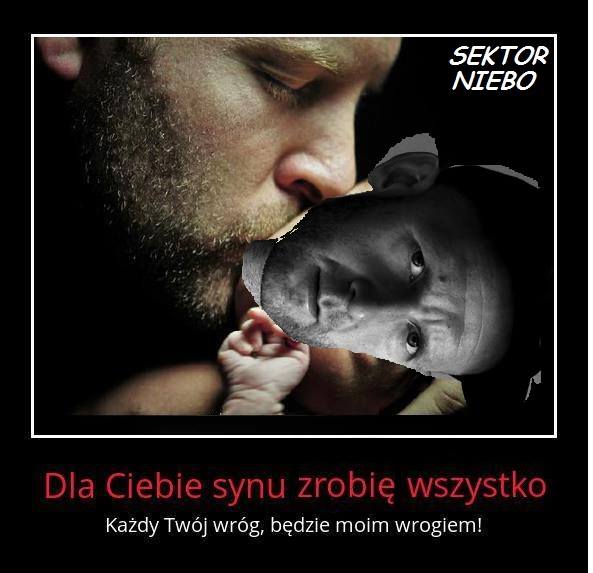 SEKTOR
NIEBO
Dla Ciebie synu zrobię wszystko
Każdy Twój wróg, będzie moim wrogiem!